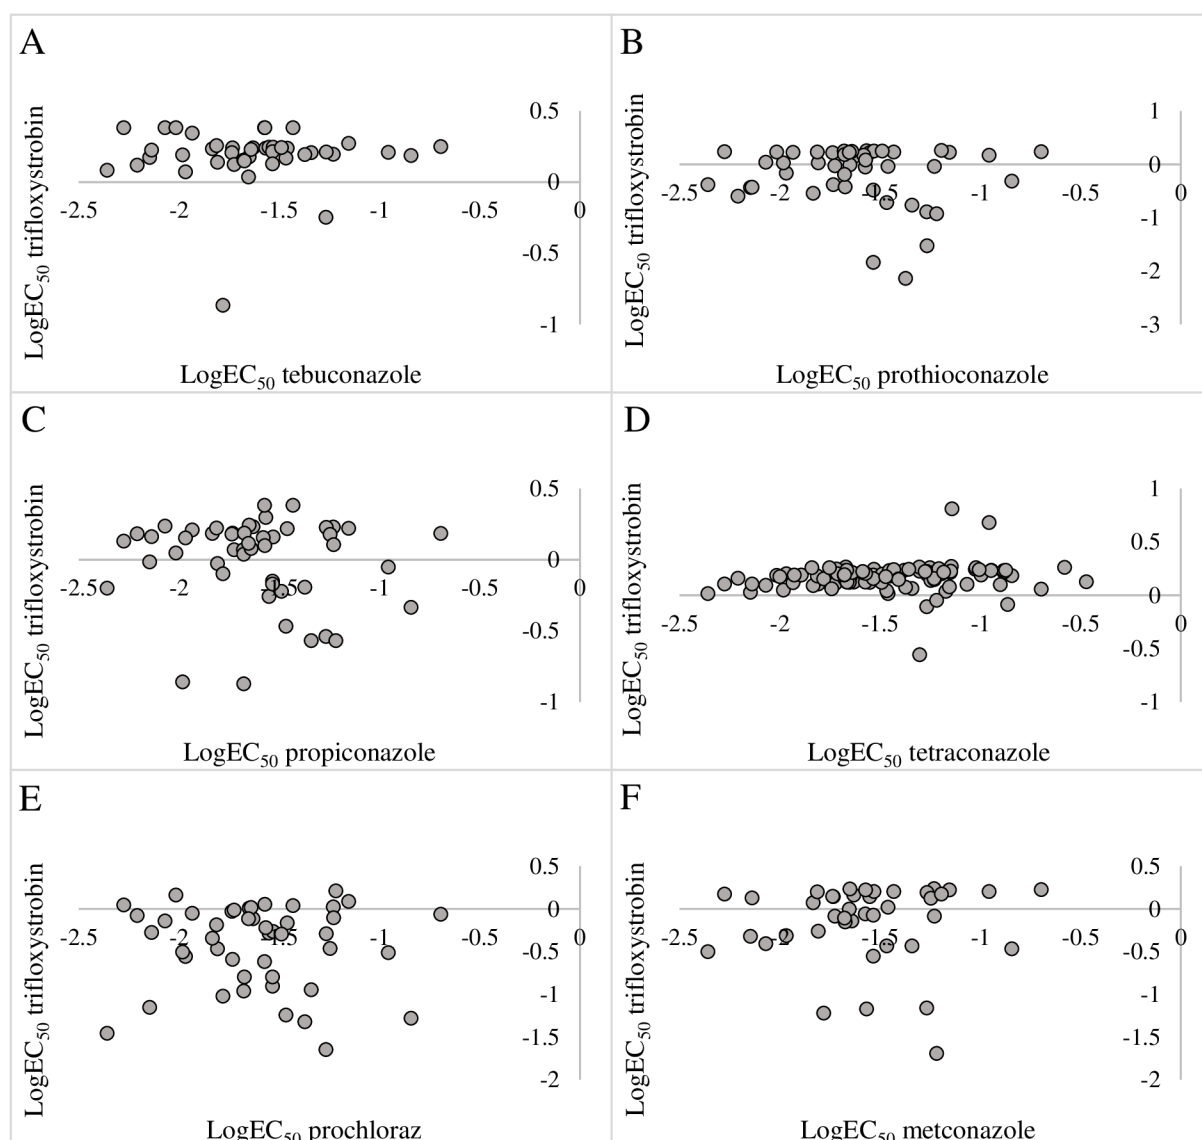 A
LogEC50 trifloxystrobin
0.5
0
-2.5 -2 -1.5 -1 -0.5 0
-0.5
-1
LogEC50 tebuconazole
B
LogEC50 trifloxystrobin
1
0
-2.5 -2 -1.5 -1 -0.5 0
-1
-2
-3
LogEC50 prothioconazole
C
LogEC50 trifloxystrobin
0.5
0
-2.5 -2 -1.5 -1 -0.5 0
-0.5
-1
LogEC50 propiconazole
D
LogEC50 trifloxystrobin
1
0.5
0
-2.5 -2 -1.5 -1 -0.5 0
-0.5
-1
LogEC50 tetraconazole
E
LogEC50 trifloxystrobin
0.5
0
-2.5 -2 -1.5 -1 -0.5 0
-0.5
-1
-1.5
-2
LogEC50 prochloraz
F
LogEC50 trifloxystrobin
0.5
0
-2.5 -2 -1.5 -1 -0.5 0
-0.5
-1
-1.5
-2
LogEC50 metconazole